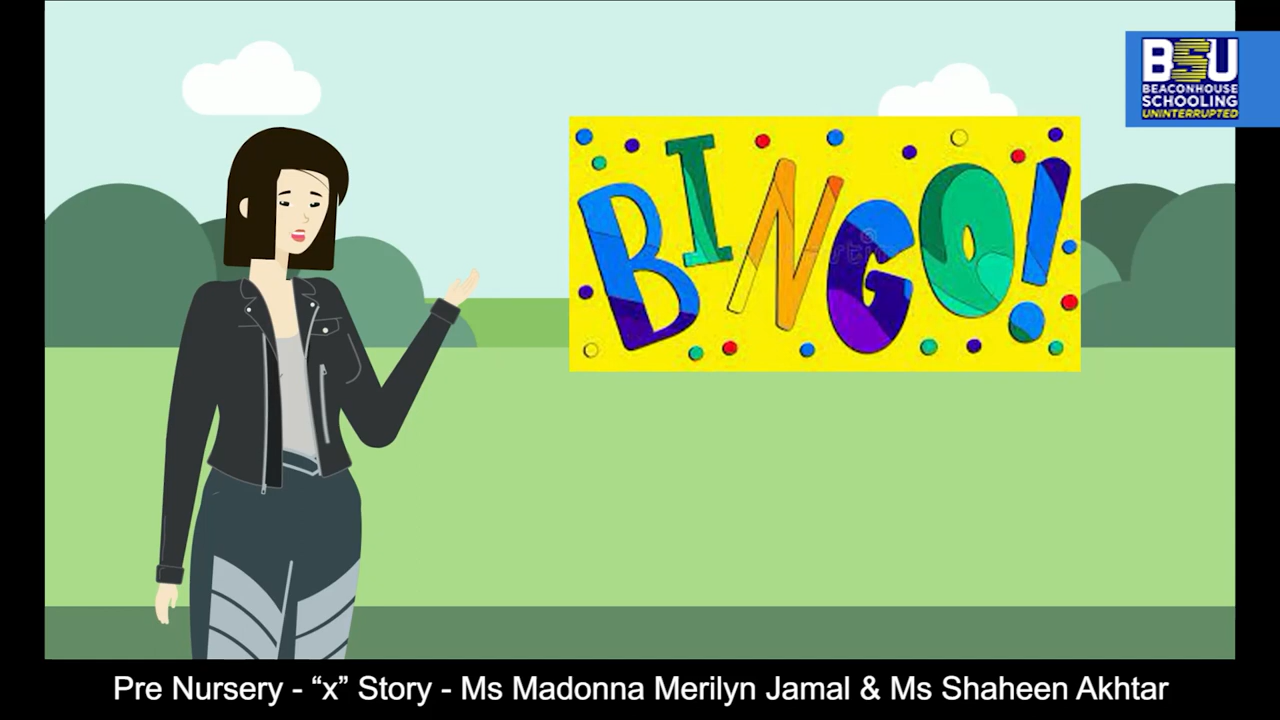 BSU
BEACONHOUSE
SCHOOLING
UNINTERRUPTED
BINGO!
Pre Nursery - “x” Story - Ms Madonna Merilyn Jamal & Ms Shaheen Akhtar